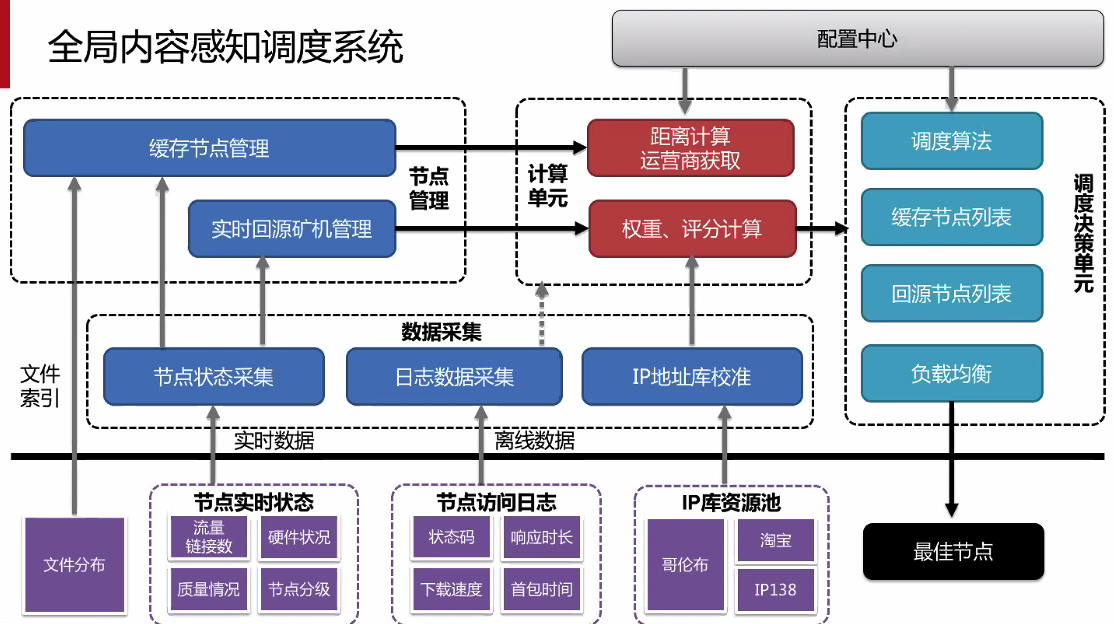 全局内容感知调度系统
配置中心
缓存节点管理
实时回源矿机管理
节点
管理
计算
单元
距离计算
运营商获取
权重、评分计算
调度算法
缓存节点列表
回源节点列表
负载均衡
调度决策单元
数据采集
节点状态采集
日志数据采集
IP地址库校准
文件
索引
实时数据
离线数据
文件分布
节点实时状态
流量
链接数
硬件状况
质量情况
节点分级
节点访问日志
状态码
响应时长
下载速度
首包时间
IP库资源池
哥伦布
淘宝
IP138
最佳节点